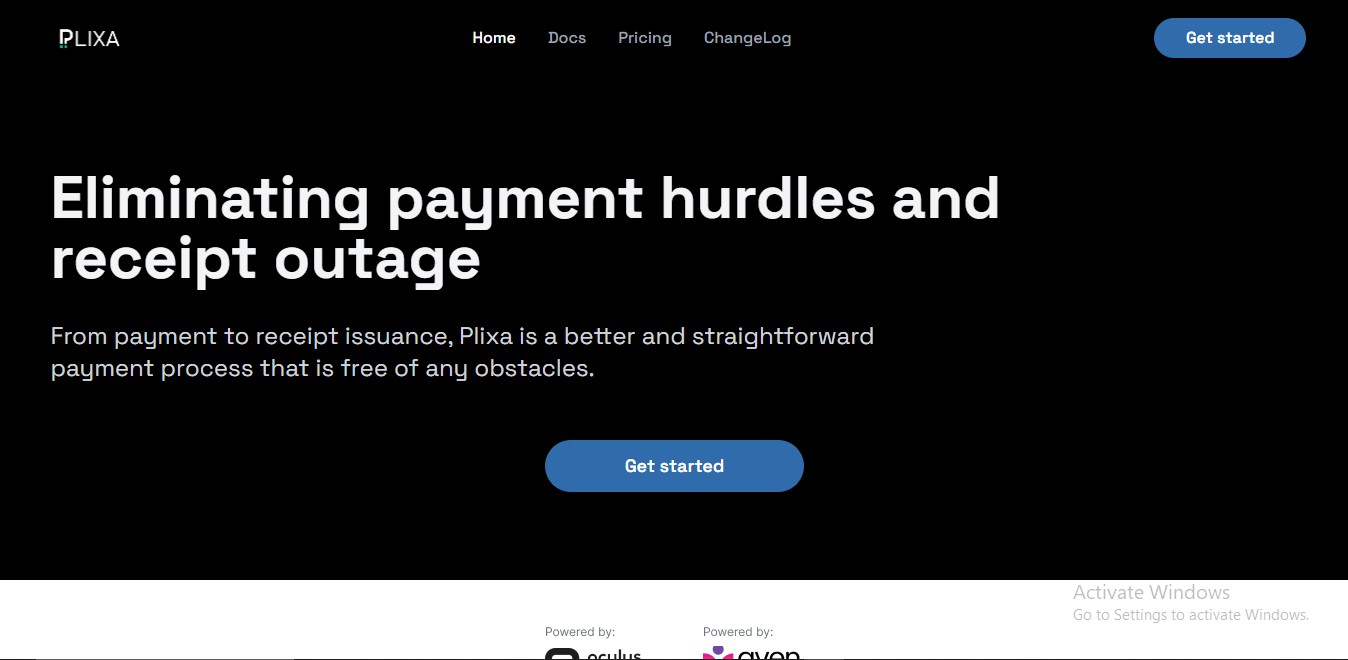 PLIXA
Home
Docs
Pricing
ChangeLog
Get started
Eliminating payment hurdles and
receipt outage
From payment to receipt issuance, Plixa is a better and straightforward
payment process that is free of any obstacles.
Get started
Activate Windows
Go to Settings to activate Windows.
Powered by:
Powered by:
oculus
aven